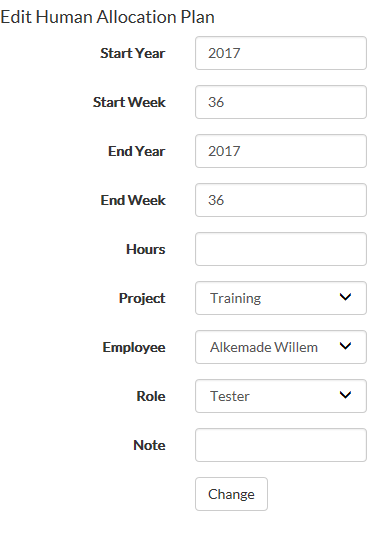 Edit Human Allocation Plan
Start Year 2017
Start Week 36
End Year 2017
End Week 36
Hours
Project Training
Employee Alkemade Willem
Role Tester
Note
Change